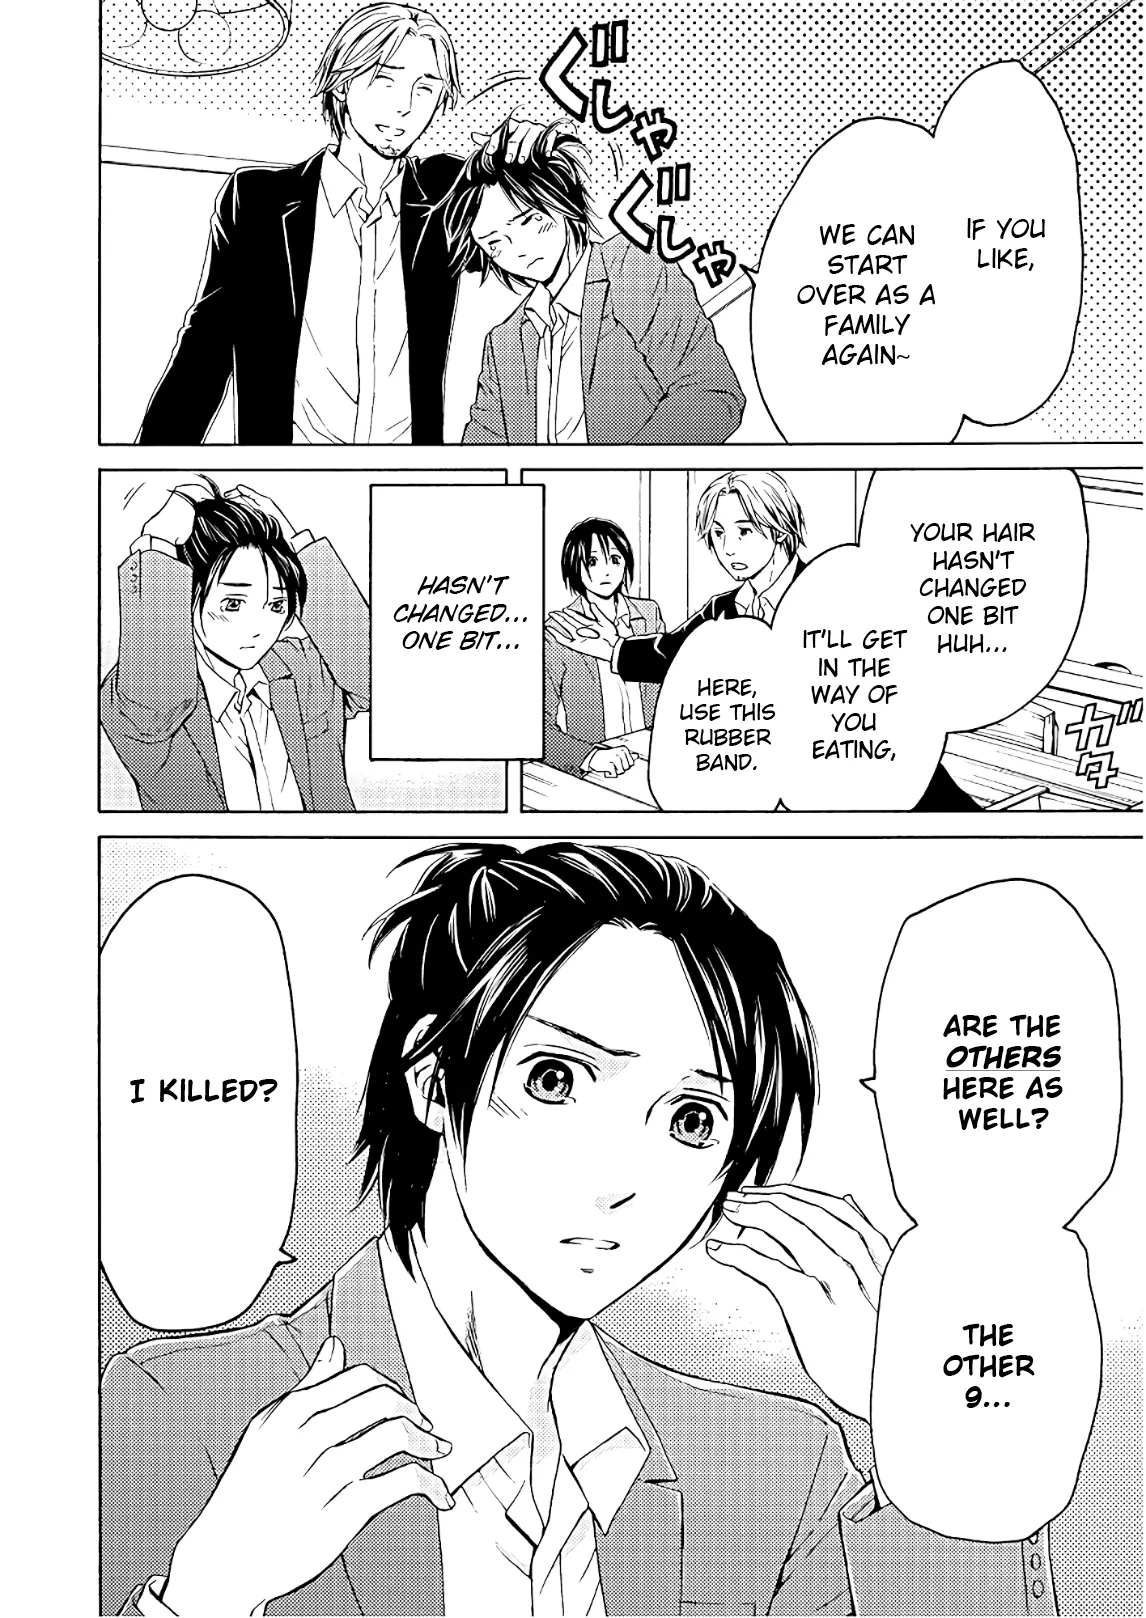 IF YOU
LIKE,
WE CAN
START
OVER AS A
FAMILY
AGAIN~
ぐしゃ
ぐしゃ
YOUR HAIR
HASN'T
CHANGED
ONE BIT
HUH...
IT'LL GET
IN THE
WAY OF
YOU
EATING,
HERE,
USE THIS
RUBBER
BAND.
ガタ
HASN'T
CHANGED...
ONE BIT...
ARE THE
OTHERS
HERE AS
WELL?
THE
OTHER
9...
I KILLED?